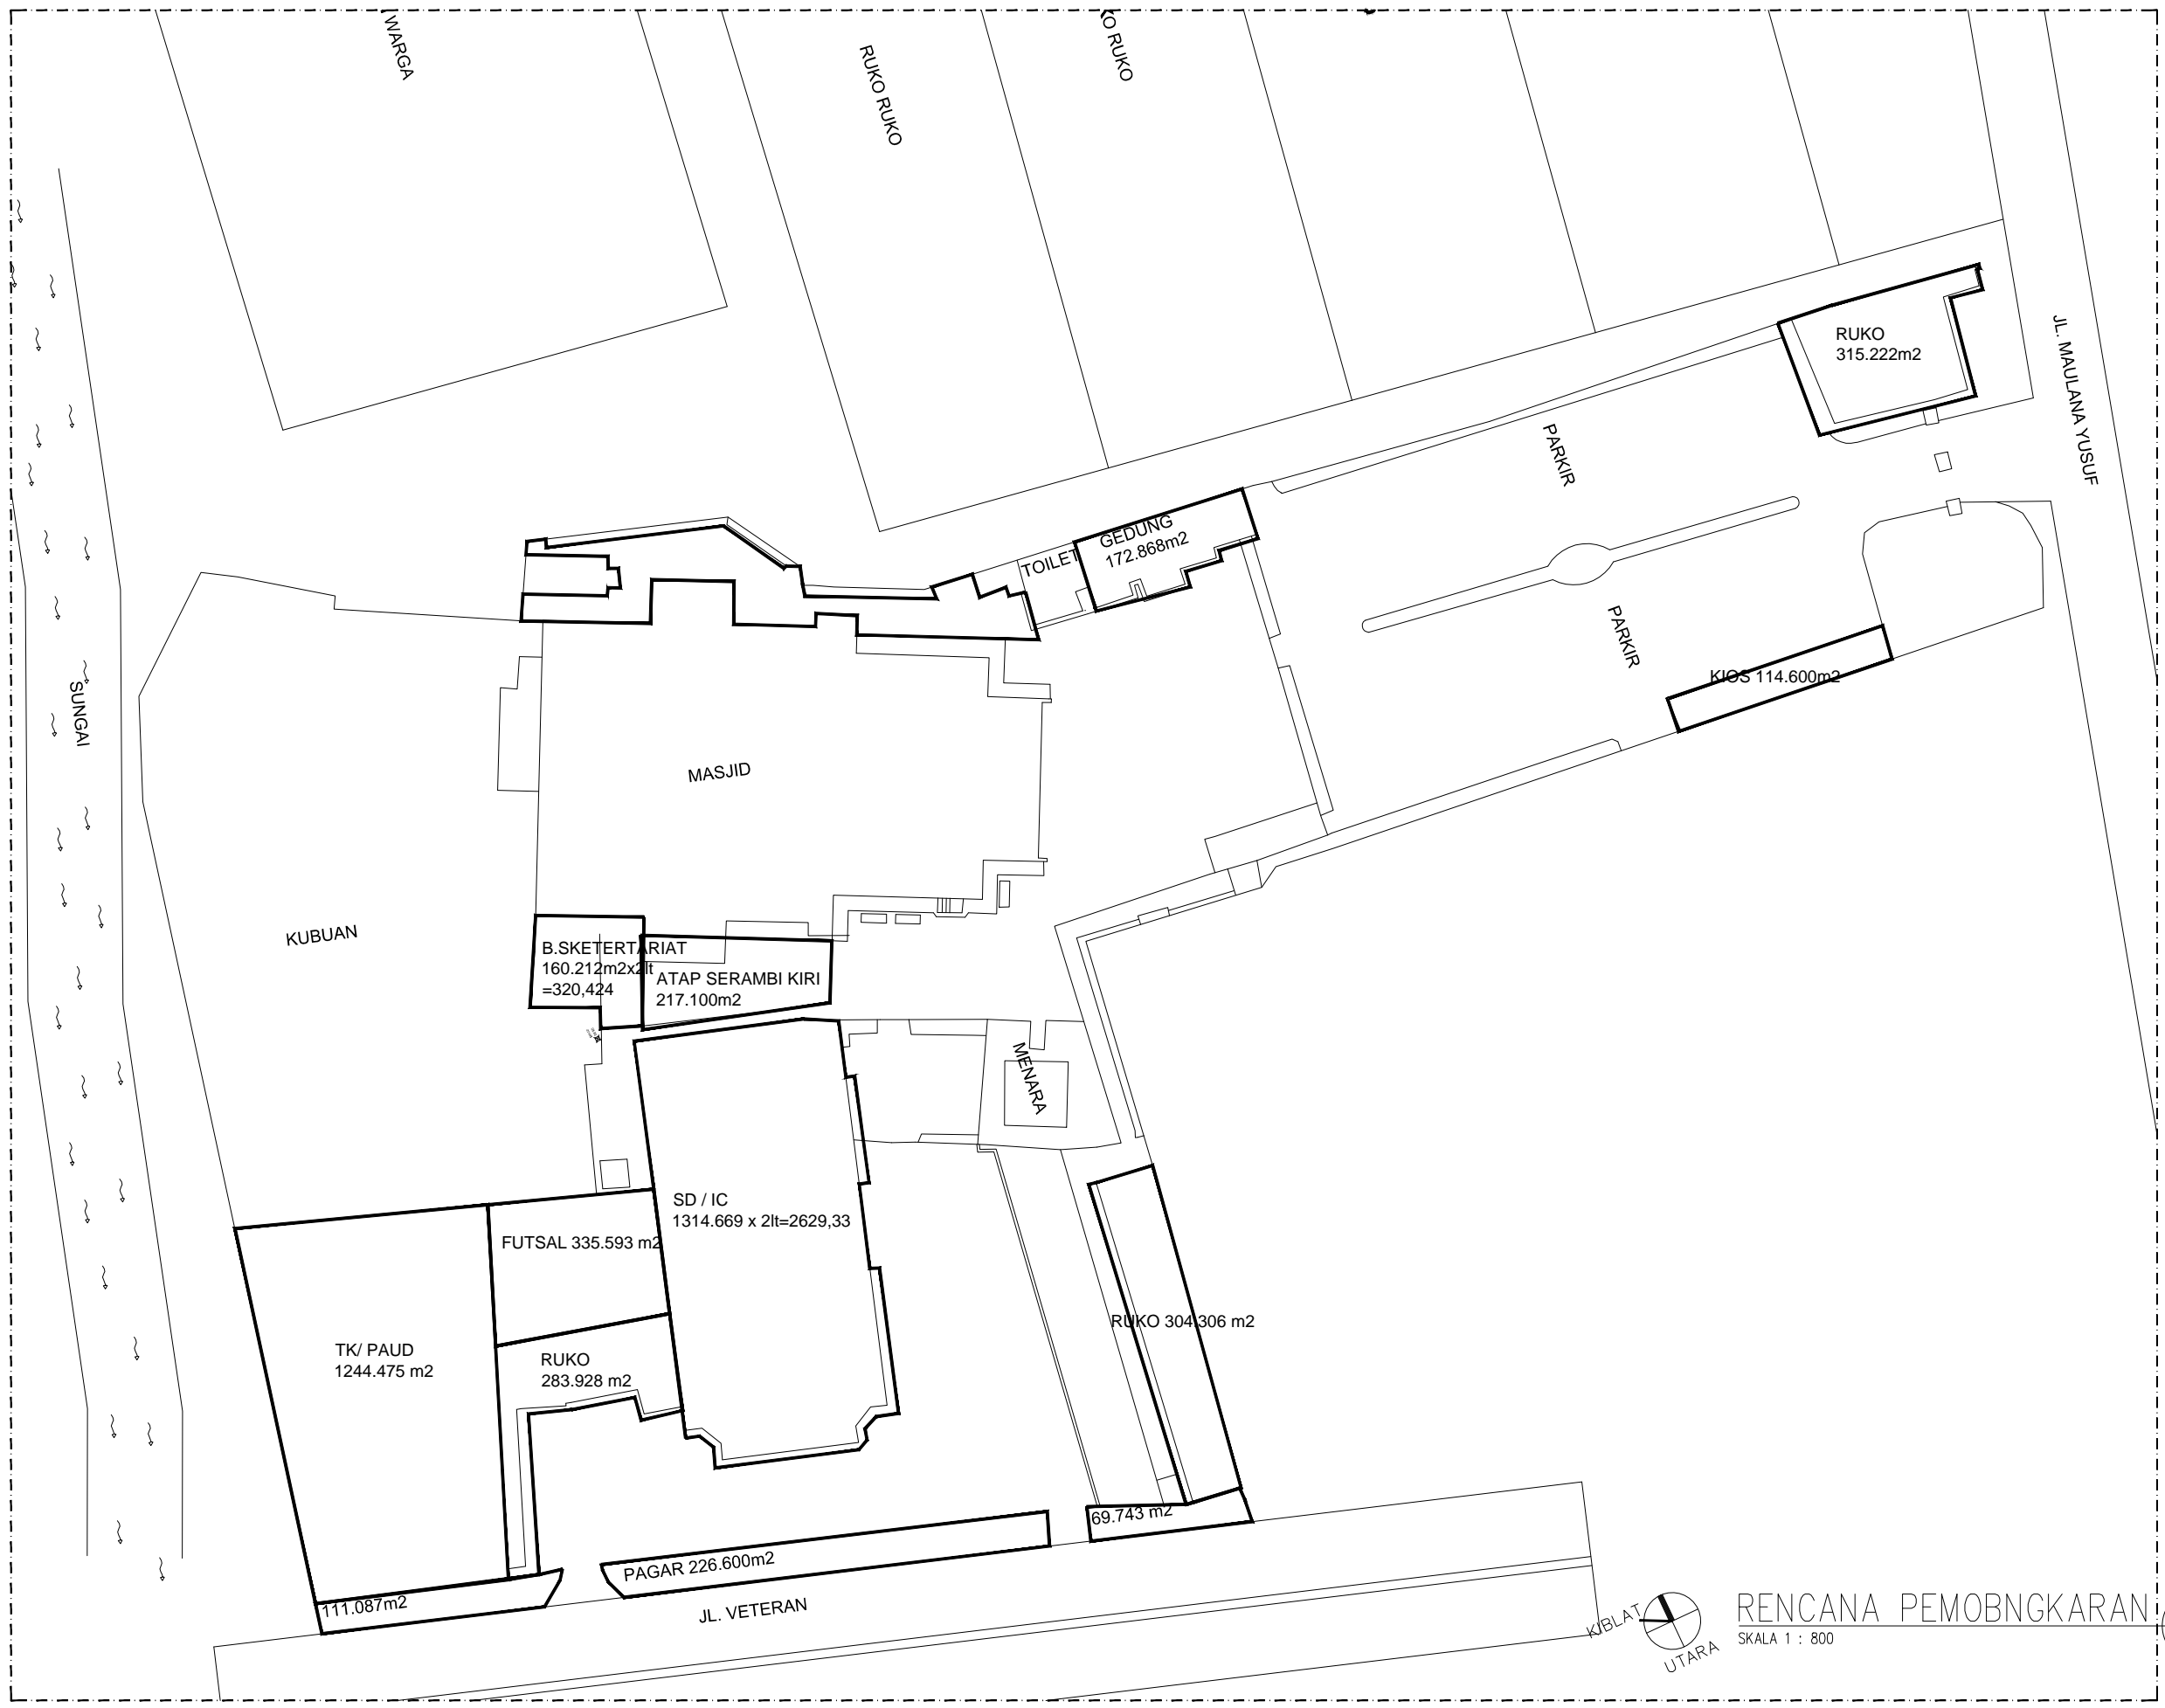 WARGA
RUKO RUKO
KO RUKO
RUKO
315.222m2
JL. MAULANA YUSUF
PARKIR
GEDUNG
172.868m2
TOILET
PARKIR
KIOS 114.600m2
SUNGAI
MASJID
KUBUAN
B.SKETERTARIAT
160.212m2x2lt
=320,424
ATAP SERAMBI KIRI
217.100m2
MENARA
SD / IC
1314.669 x 2lt=2629,33
FUTSAL 335.593 m2
RUKO 304.306 m2
TK/ PAUD
1244.475 m2
RUKO
283.928 m2
69.743 m2
PAGAR 226.600m2
111.087m2
JL. VETERAN
KIBLAT
UTARA
RENCANA PEMOBNGKARAN
SKALA 1 : 800